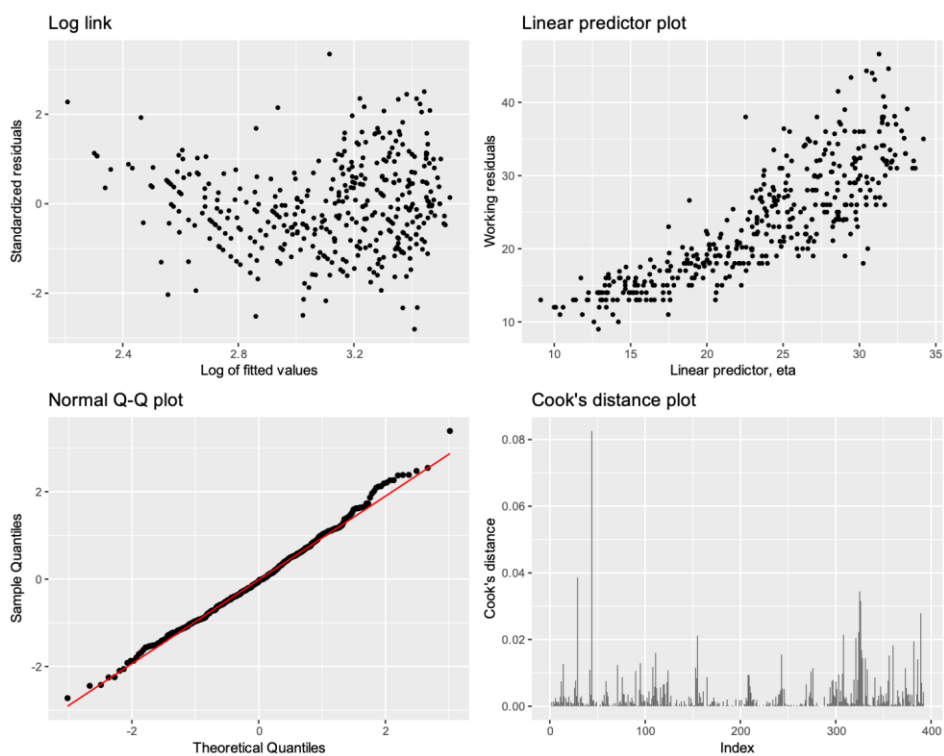 Log link
Standardized residuals
2
0
-2
2.4 2.8 3.2
Log of fitted values
Linear predictor plot
Working residuals
40
30
20
10
10 15 20 25 30 35
Linear predictor, eta
Normal Q-Q plot
Sample Quantiles
2
0
-2
-2 0 2
Theoretical Quantiles
Cook's distance plot
Cook's distance
0.08
0.06
0.04
0.02
0.00
0 100 200 300 400
Index